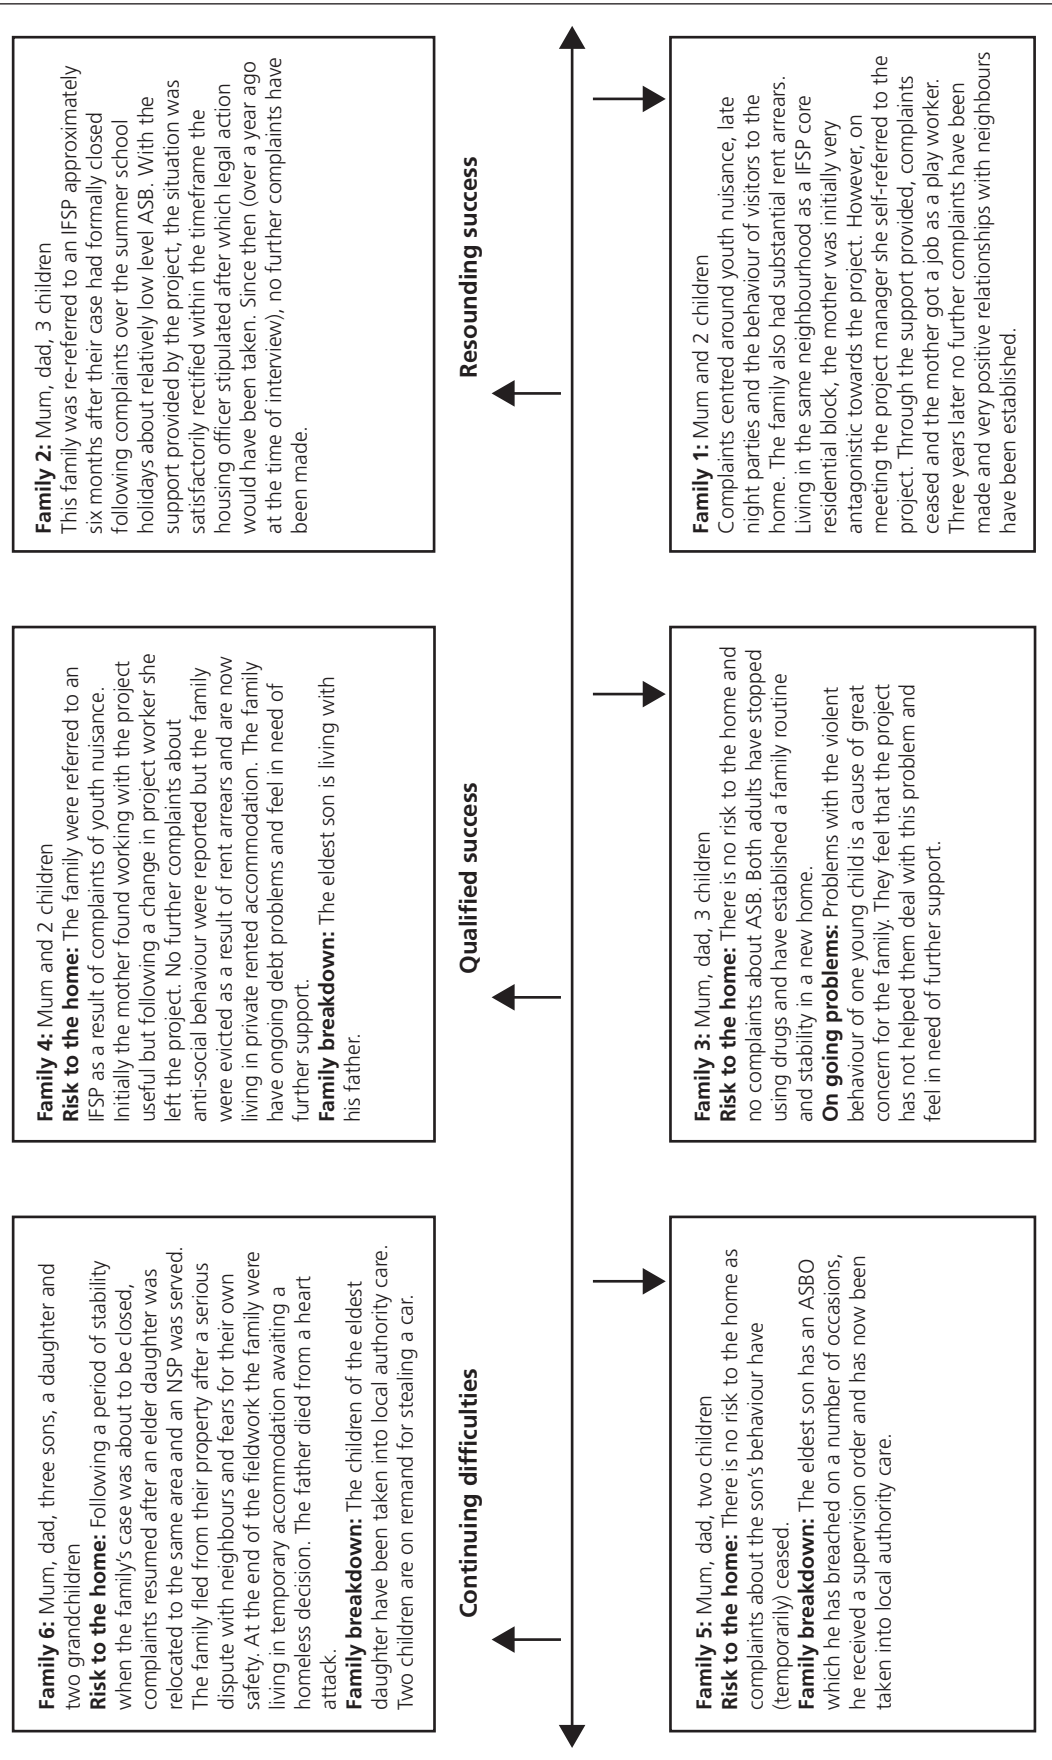 Family 6: Mum, dad, three sons, a daughter and
two grandchildren
Risk to the home: Following a period of stability
when the family's case was about to be closed,
complaints resumed after an elder daughter was
relocated to the same area and an NSP was served.
The family fled from their property after a serious
dispute with neighbours and fears for their own
safety. At the end of the fieldwork the family were
living in temporary accommodation awaiting a
homeless decision. The father died from a heart
attack.
Family breakdown: The children of the eldest
daughter have been taken into local authority care.
Two children are on remand for stealing a car.
Family 4: Mum and 2 children
Risk to the home: The family were referred to an
IFSP as a result of complaints of youth nuisance.
Initially the mother found working with the project
useful but following a change in project worker she
left the project. No further complaints about
anti-social behaviour were reported but the family
were evicted as a result of rent arrears and are now
living in private rented accommodation. The family
have ongoing debt problems and feel in need of
further support.
Family breakdown: The eldest son is living with
his father.
Family 2: Mum, dad, 3 children
This family was re-referred to an IFSP approximately
six months after their case had formally closed
following complaints over the summer school
holidays about relatively low level ASB. With the
support provided by the project, the situation was
satisfactorily rectified within the timeframe the
housing officer stipulated after which legal action
would have been taken. Since then (over a year ago
at the time of interview), no further complaints have
been made.
Continuing difficulties
Qualified success
Resounding success
Family 5: Mum, dad, two children
Risk to the home: There is no risk to the home as
complaints about the son's behaviour have
(temporarily) ceased.
Family breakdown: The eldest son has an ASBO
which he has breached on a number of occasions,
he received a supervision order and has now been
taken into local authority care.
Family 3: Mum, dad, 3 children
Risk to the home: There is no risk to the home and
no complaints about ASB. Both adults have stopped
using drugs and have established a family routine
and stability in a new home.
On going problems: Problems with the violent
behaviour of one young child is a cause of great
concern for the family. They feel that the project
has not helped them deal with this problem and
feel in need of further support.
Family 1: Mum and 2 children
Complaints centred around youth nuisance, late
night parties and the behaviour of visitors to the
home. The family also had substantial rent arrears.
Living in the same neighbourhood as a IFSP core
residential block, the mother was initially very
antagonistic towards the project. However, on
meeting the project manager she self-referred to the
project. Through the support provided, complaints
ceased and the mother got a job as a play worker.
Three years later no further complaints have been
made and very positive relationships with neighbours
have been established.